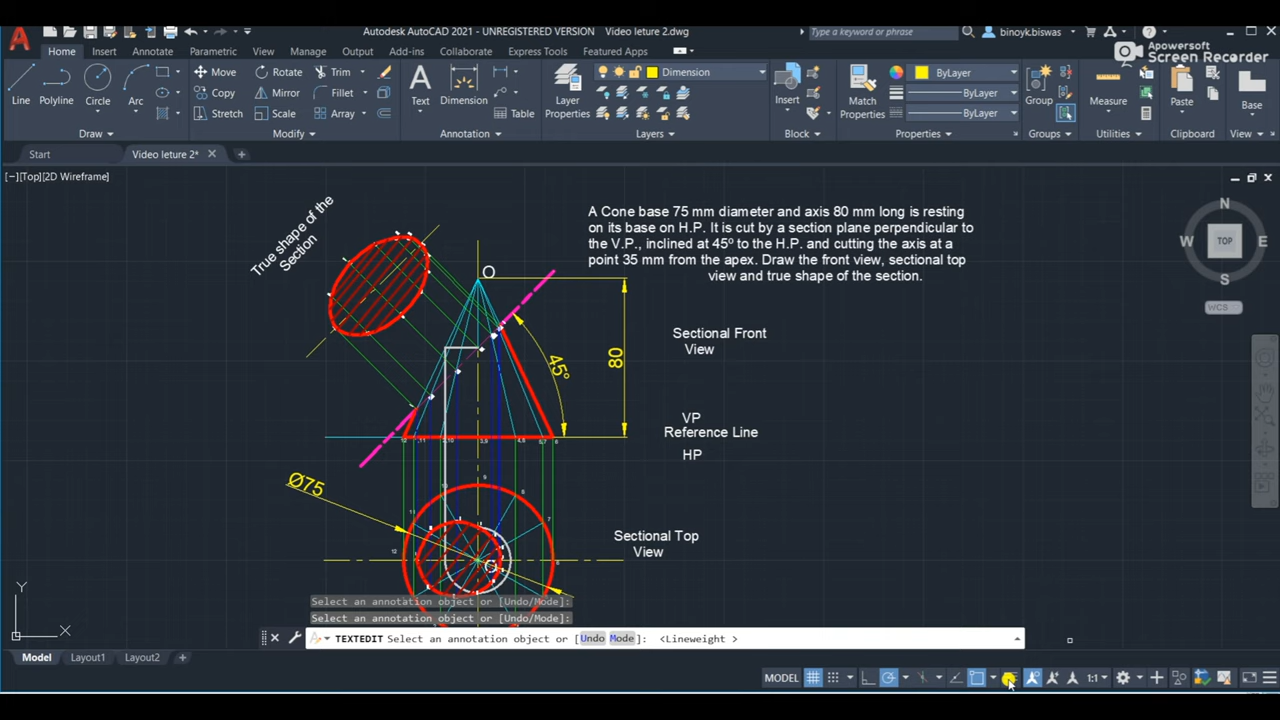 Autodesk AutoCAD 2021 - UNREGISTERED VERSION Video leture 2.dwg
Type a keyword or phrase
binoyk.biswas
Apowersoft
Screen Recorder
Home Insert Annotate Parametric View Manage Output Add-ins Collaborate Express Tools Featured Apps
Line Polyline Circle Arc
Move Rotate Trim
Copy Mirror Fillet
Stretch Scale Array
Text Dimension Table
Layer
Properties
Dimension
Insert
Match
Properties
ByLayer
ByLayer
ByLayer
Group
Measure
Paste
Base
Draw Modify Annotation Layers Block Properties Groups Utilities Clipboard View
Start Video leture 2*
[−][Top][2D Wireframe]
True shape of the
Section
A Cone base 75 mm diameter and axis 80 mm long is resting
on its base on H.P. It is cut by a section plane perpendicular to
the V.P., inclined at 45º to the H.P. and cutting the axis at a
point 35 mm from the apex. Draw the front view, sectional top
view and true shape of the section.
N
W TOP E
S
WCS
O
Sectional Front
View
80
45°
VP
Reference Line
HP
Ø75
Sectional Top
View
O
Y
X
Select an annotation object or [Undo/Mode]:
Select an annotation object or [Undo/Mode]:
TEXTEDIT Select an annotation object or [Undo Mode]: <Lineweight >
Model Layout1 Layout2
MODEL 1:1